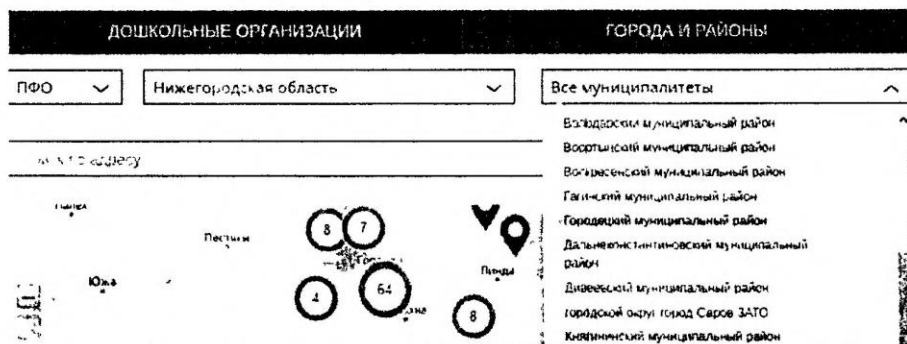 ДОШКОЛЬНЫЕ ОРГАНИЗАЦИИ
ГОРОДА И РАЙОНЫ
ПФО
Нижегородская область
Все муниципалитеты
Володарский муниципальный район
муниципальный район
Воскресенский муниципальный район
Гагинский муниципальный район
Городецкий муниципальный район
Дальнеконстантиновский муниципальный
район
Дивеевский муниципальный район
городской округ город Саров ЗАТО
Княгининский муниципальный район
адресу
Пестяки
8
7
Южа
4
64
8